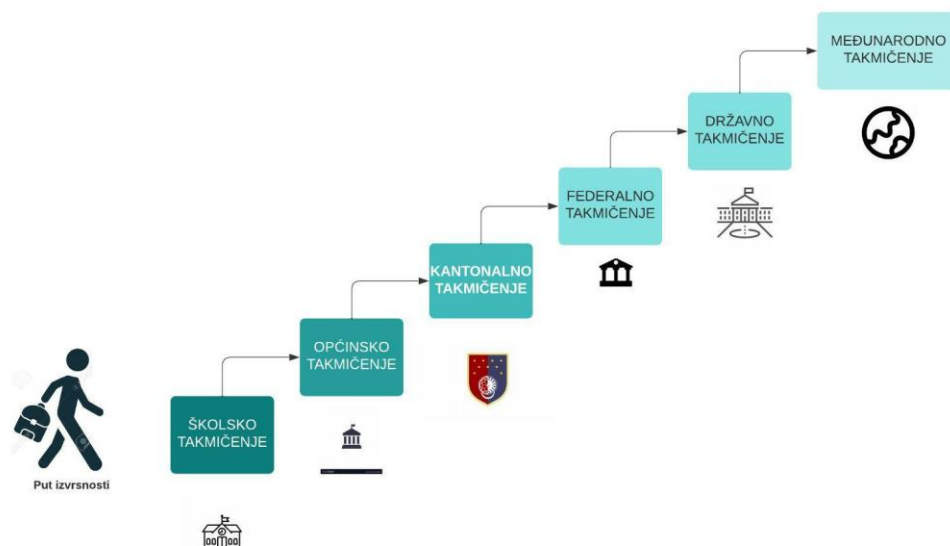 MEĐUNARODNO
TAKMIČENJE
DRŽAVNO
TAKMIČENJE
FEDERALNO
TAKMIČENJE
KANTONALNO
TAKMIČENJE
OPĆINSKO
TAKMIČENJE
ŠKOLSKO
TAKMIČENJE
Put izvrsnosti